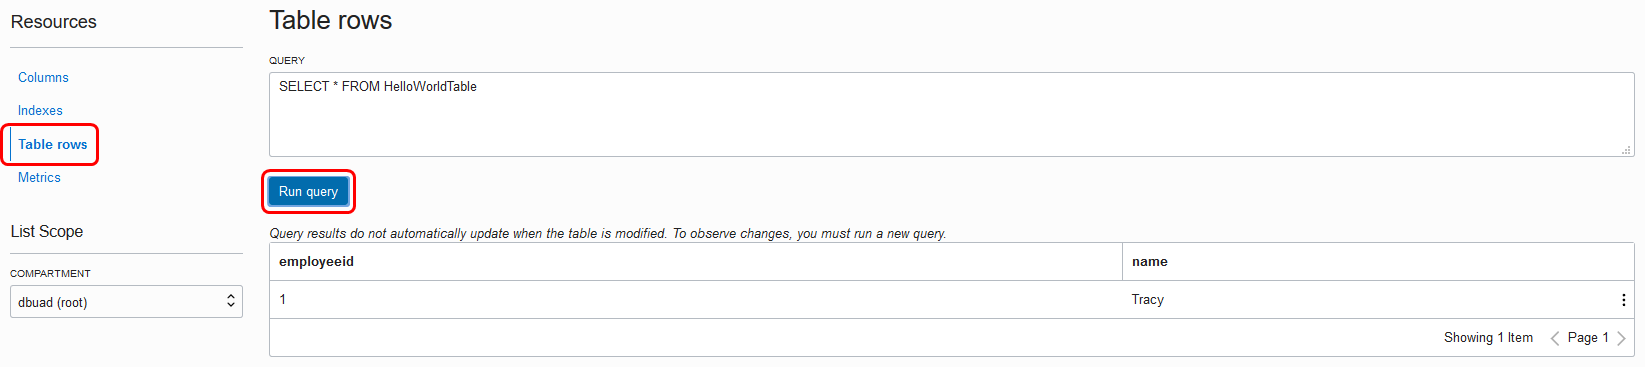 Resources
Columns
Indexes
Table rows
Metrics
List Scope
COMPARTMENT
dbuad (root)
Table rows
QUERY
SELECT * FROM HelloWorldTable
Run query
Query results do not automatically update when the table is modified. To observe changes, you must run a new query.
employeeid name
1 Tracy
Showing 1 Item Page 1